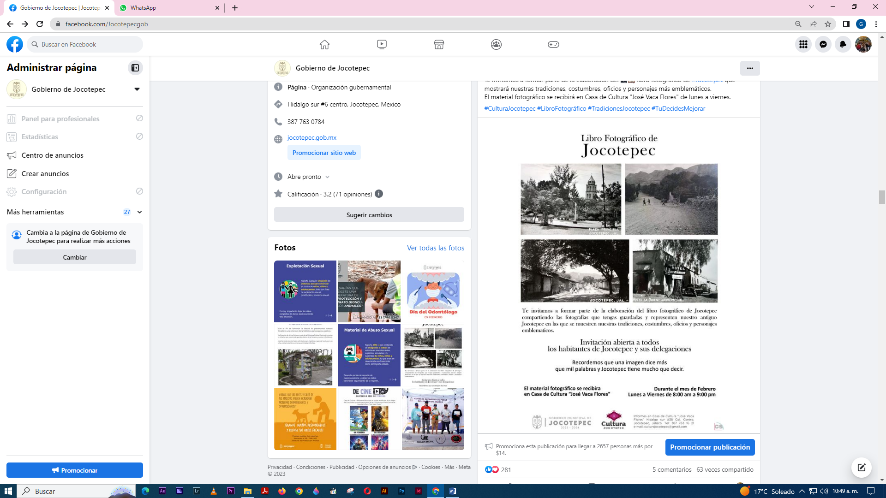 Gobierno de Jocotepec | Jocotepec
WhatsApp
facebook.com/Jocotepecgob
Buscar en Facebook
Administrar página
Gobierno de Jocotepec
Panel para profesionales
Estadísticas
Centro de anuncios
Crear anuncios
Configuración
Más herramientas 27
Cambia a la página de Gobierno de
Jocotepec para realizar más acciones
Cambiar
Promocionar
Gobierno de Jocotepec
Página · Organización gubernamental
Hidalgo sur #6 centro, Jocotepec, Mexico
387 763 0784
jocotepec.gob.mx
Promocionar sitio web
Abre pronto
Calificación · 3,2 (71 opiniones)
Sugerir cambios
Fotos
Ver todas las fotos
Explotación Sexual
Día del Odontólogo
Material de Abuso Sexual
DE CINE
Privacidad · Condiciones · Publicidad · Opciones de anuncios · Cookies · Más · Meta
© 2023
nuestras tradiciones, costumbres, oficios y personajes más emblemáticos.
El material fotográfico se recibirá en Casa de Cultura "José Vaca Flores" de lunes a viernes.
#CulturaJocotepec #LibroFotográfico #TradicionesJocotepec #TuDecidesMejorar
Libro Fotográfico de
Jocotepec
Te invitamos a formar parte de la elaboración del libro fotográfico de Jocotepec
compartiendo las fotografías que tengas guardadas y representen nuestro antiguo
Jocotepec en las que se muestren nuestras tradiciones, costumbres, oficios y personajes
emblemáticos.
Invitación abierta a todos
los habitantes de Jocotepec y sus delegaciones
Recordemos que una imagen dice más
que mil palabras y Jocotepec tiene mucho que decir.
El material fotográfico se recibirá
en Casa de Cultura "José Vaca Flores"
Durante el mes de Febrero
Lunes a Viernes de 8:00 am a 9:00 pm
JOCOTEPEC
Cultura
Promociona esta publicación para llegar a 2657 personas más por
$14.
Promocionar publicación
281
5 comentarios 63 veces compartido
Buscar
17°C Soleado
10:49 a. m.